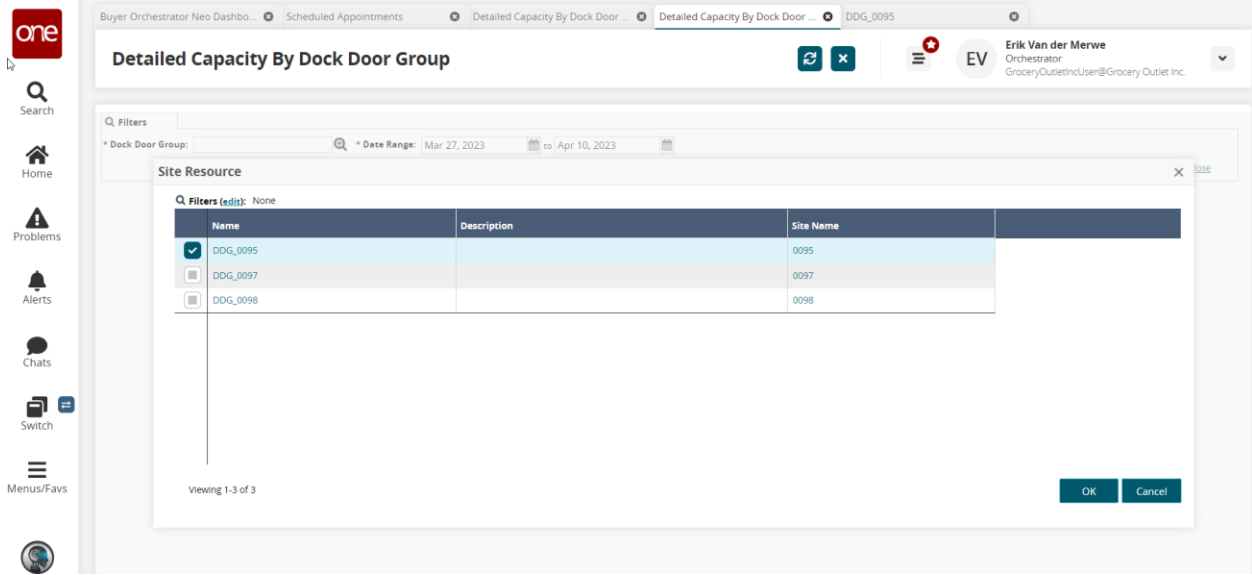 one
Buyer Orchestrator Neo Dashbo...
Scheduled Appointments
Detailed Capacity By Dock Door ...
Detailed Capacity By Dock Door ...
DDG_0095
Detailed Capacity By Dock Door Group
EV
Erik Van der Merwe
Orchestrator
GroceryOutletIncUser@Grocery Outlet Inc.
Search
Home
Problems
Alerts
Chats
Switch
Menus/Favs
Filters
* Dock Door Group:
* Date Range: Mar 27, 2023 to Apr 10, 2023
lose
Site Resource
Filters (edit): None
Name Description Site Name
DDG_0095 0095
DDG_0097 0097
DDG_0098 0098
Viewing 1-3 of 3
OK Cancel